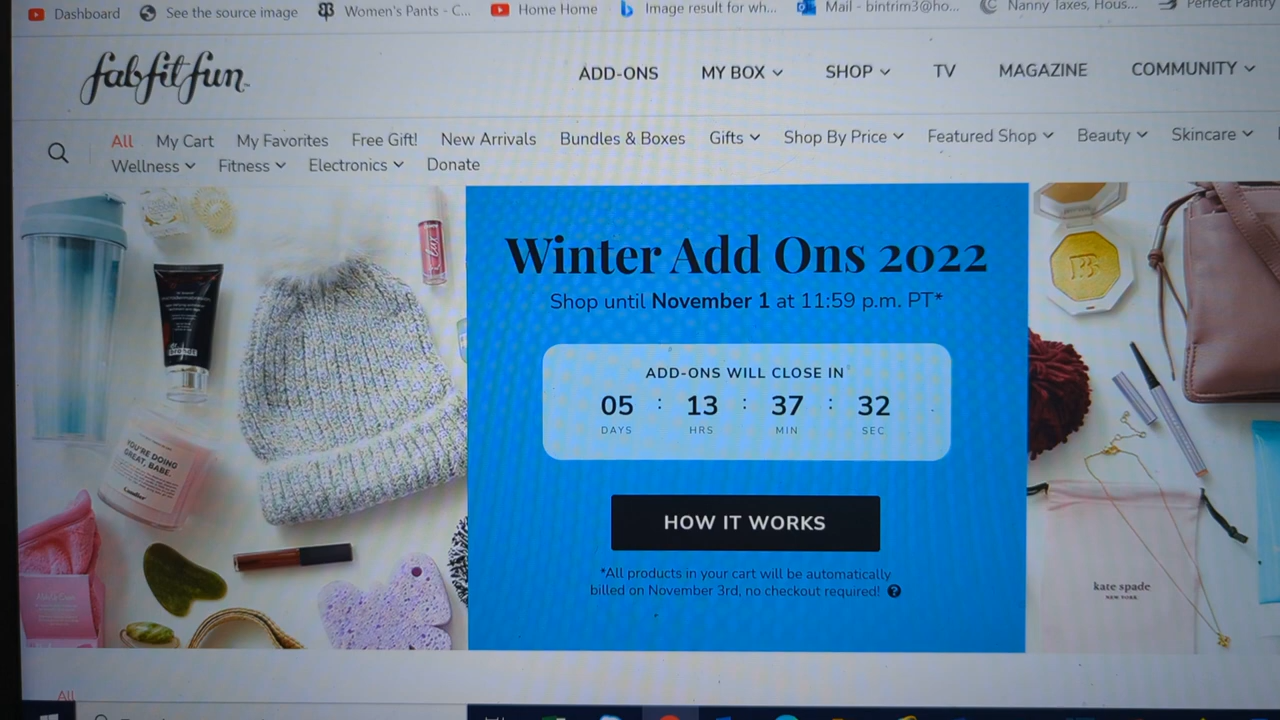 Dashboard See the source image Women's Pants - C... Home Home Image result for wh... Mail - bintrim3@ho... Nanny Taxes, Hous... Perfect Pantry
fabfitfun
ADD-ONS MY BOX SHOP TV MAGAZINE COMMUNITY
All My Cart My Favorites Free Gift! New Arrivals Bundles & Boxes Gifts Shop By Price Featured Shop Beauty Skincare
Wellness Fitness Electronics Donate
Winter Add Ons 2022
Shop until November 1 at 11:59 p.m. PT*
ADD-ONS WILL CLOSE IN
05 : 13 : 37 : 32
DAYS HRS MIN SEC
HOW IT WORKS
*All products in your cart will be automatically
billed on November 3rd, no checkout required! ?
YOU'RE DOING
GREAT, BABE.
kate spade
NEW YORK
All